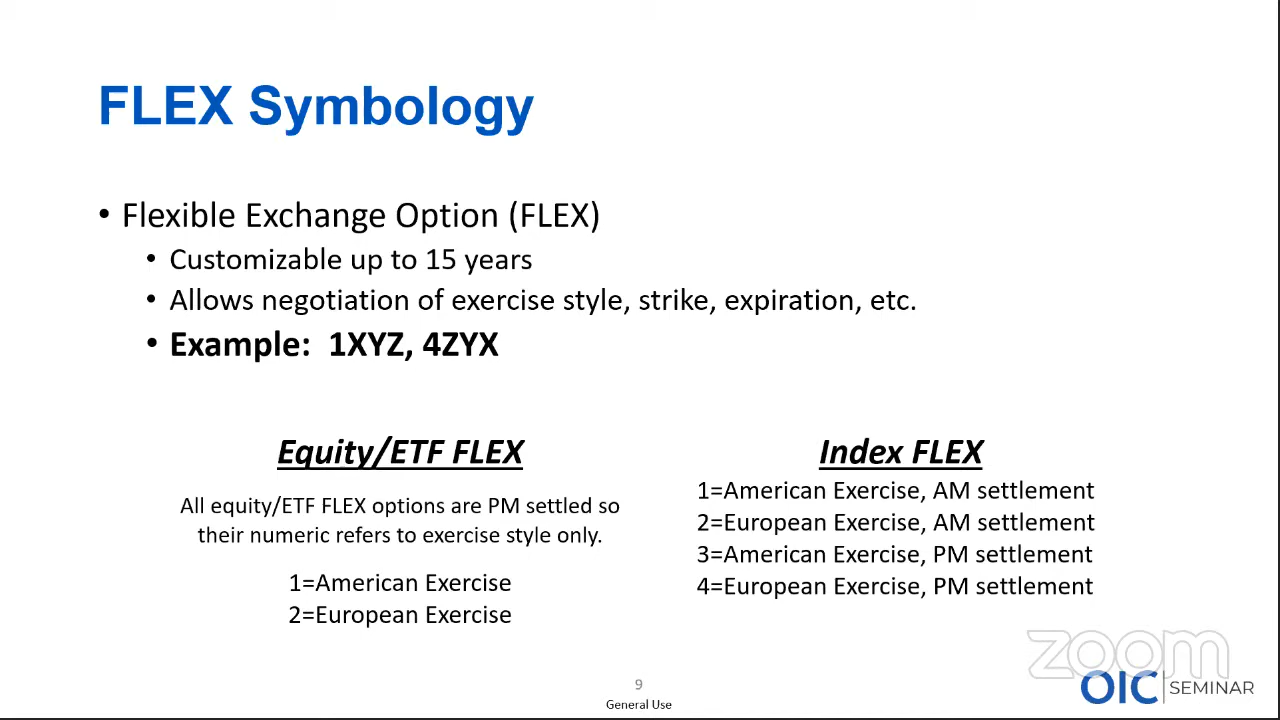 FLEX Symbology
• Flexible Exchange Option (FLEX)
• Customizable up to 15 years
• Allows negotiation of exercise style, strike, expiration, etc.
• Example: 1XYZ, 4ZYX
Equity/ETF FLEX
All equity/ETF FLEX options are PM settled so
their numeric refers to exercise style only.
1=American Exercise
2=European Exercise
Index FLEX
1=American Exercise, AM settlement
2=European Exercise, AM settlement
3=American Exercise, PM settlement
4=European Exercise, PM settlement
zoom
OIC SEMINAR
9
General Use